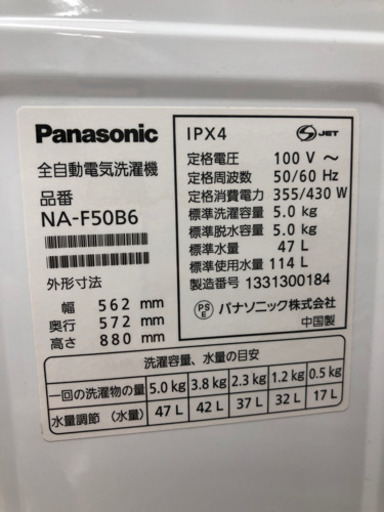 Panasonic
全自動電気洗濯機
品番
NA-F50B6
外形寸法
幅 562 mm
奥行 572 mm
高さ 880 mm
IPX4
S JET
定格電圧 100 V ~
定格周波数 50/60 Hz
定格消費電力 355/430 W
標準洗濯容量 5.0 kg
標準脱水容量 5.0 kg
標準水量 47 L
標準使用水量 114 L
製造番号 1331300184
PS E パナソニック株式会社
中国製
洗濯容量、水量の目安
一回の洗濯物の量 5.0 kg 3.8 kg 2.3 kg 1.2 kg 0.5 kg
水量調節（水量） 47 L 42 L 37 L 32 L 17 L